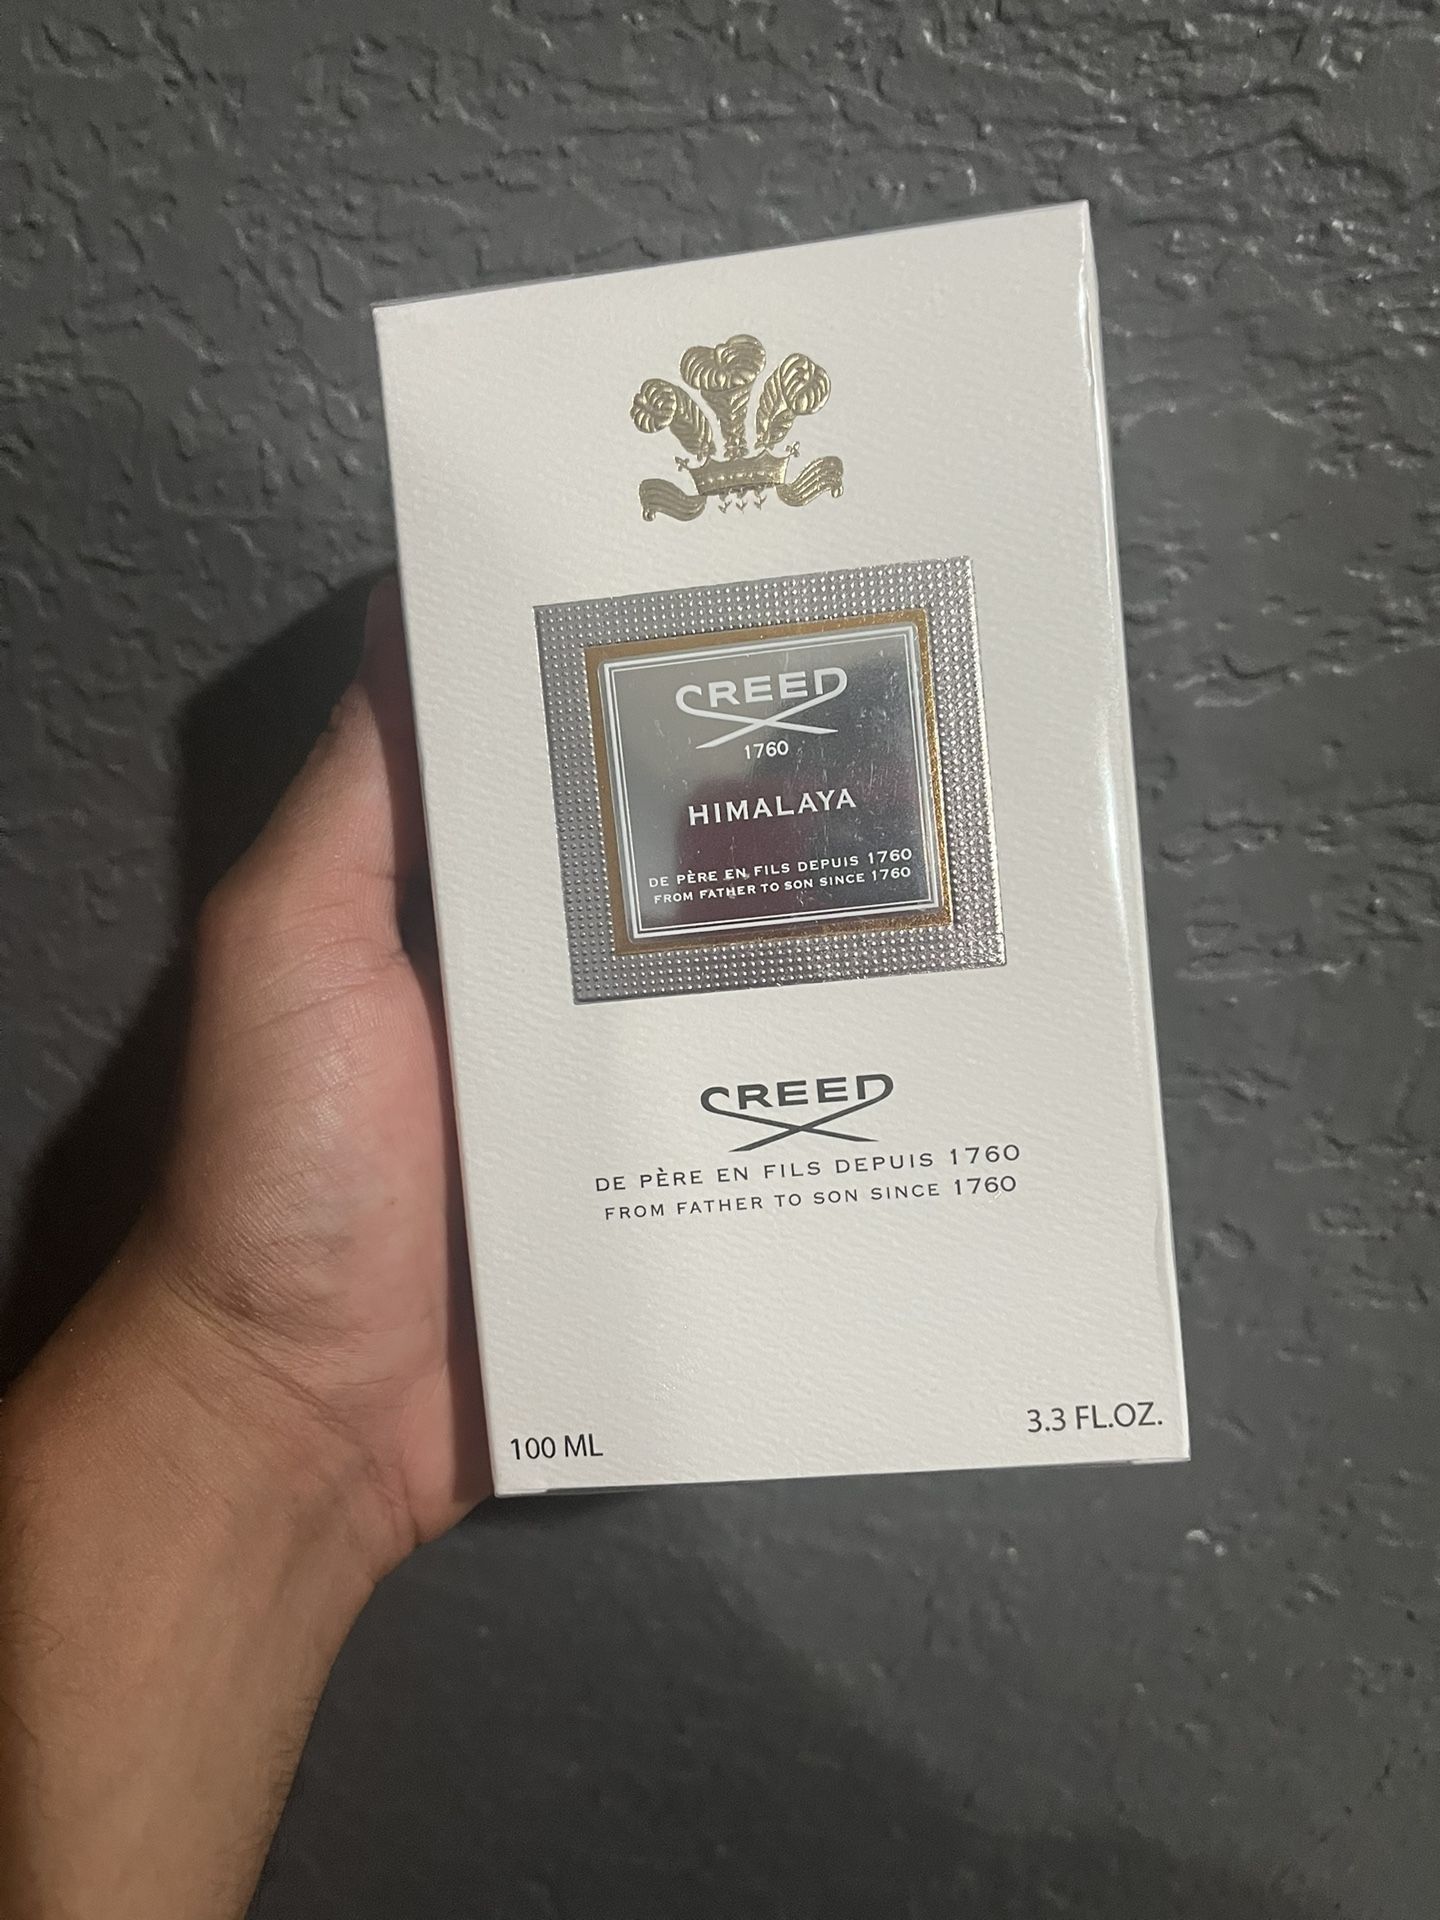 CREED
1760
HIMALAYA
DE PÈRE EN FILS DEPUIS 1760
FROM FATHER TO SON SINCE 1760
CREED
DE PÈRE EN FILS DEPUIS 1760
FROM FATHER TO SON SINCE 1760
100 ML 3.3 FL.OZ.